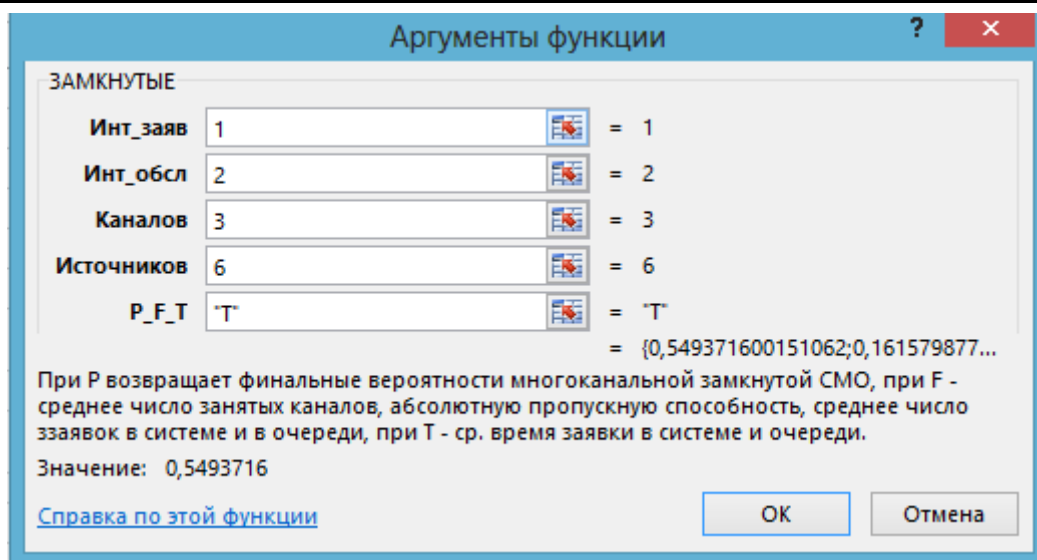 Аргументы функции ? ×
ЗАМКНУТЫЕ
Инт_заяв 1 = 1
Инт_обсл 2 = 2
Каналов 3 = 3
Источников 6 = 6
P_F_T "T" = "T"
= {0,549371600151062;0,161579877...
При P возвращает финальные вероятности многоканальной замкнутой СМО, при F -
среднее число занятых каналов, абсолютную пропускную способность, среднее число
ззаявок в системе и в очереди, при T - ср. время заявки в системе и очереди.
Значение: 0,5493716
Справка по этой функции
ОК Отмена